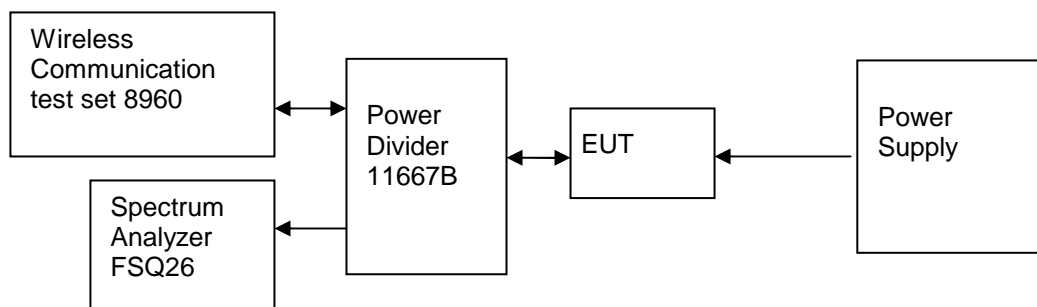 Wireless
Communication
test set 8960
Power
Divider
11667B
EUT
Power
Supply
Spectrum
Analyzer
FSQ26